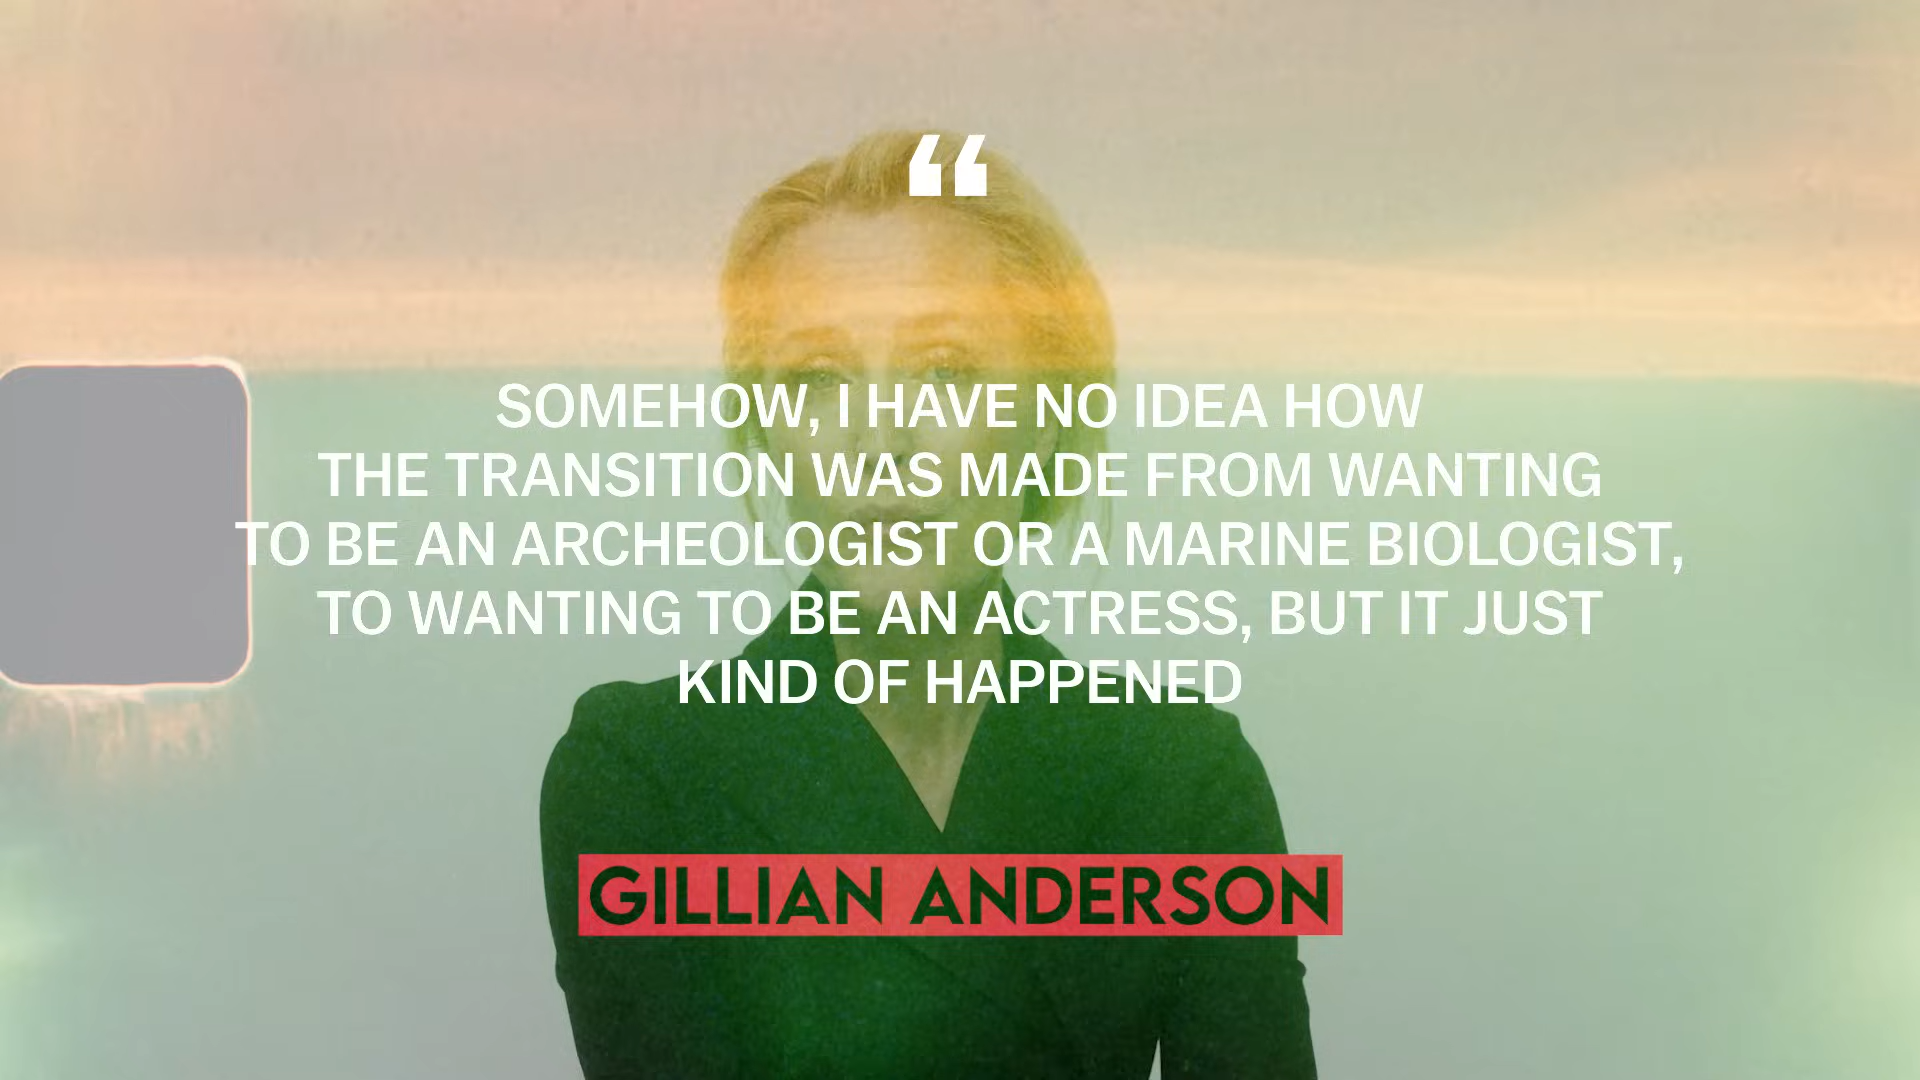 “
SOMEHOW, I HAVE NO IDEA HOW
THE TRANSITION WAS MADE FROM WANTING
TO BE AN ARCHEOLOGIST OR A MARINE BIOLOGIST,
TO WANTING TO BE AN ACTRESS, BUT IT JUST
KIND OF HAPPENED
GILLIAN ANDERSON